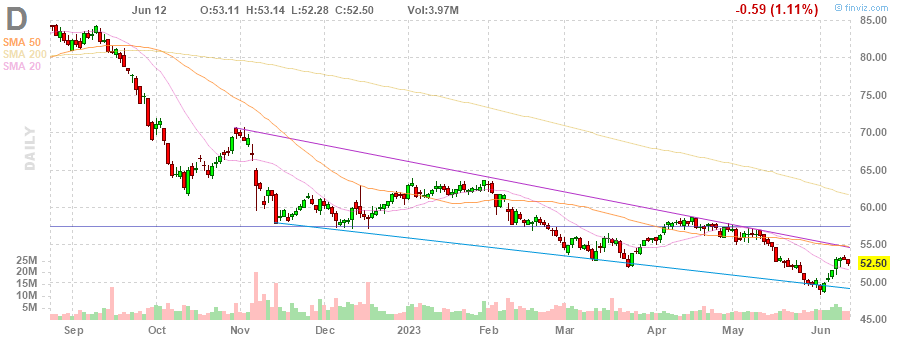 D Jun 12 O:53.11 H:53.14 L:52.28 C:52.50 Vol:3.97M -0.59 (1.11%) © finviz.com
SMA 50
SMA 200
SMA 20
DAILY
85.00
80.00
75.00
70.00
65.00
60.00
55.00
52.50
50.00
45.00
25M
20M
15M
10M
5M
Sep Oct Nov Dec 2023 Feb Mar Apr May Jun